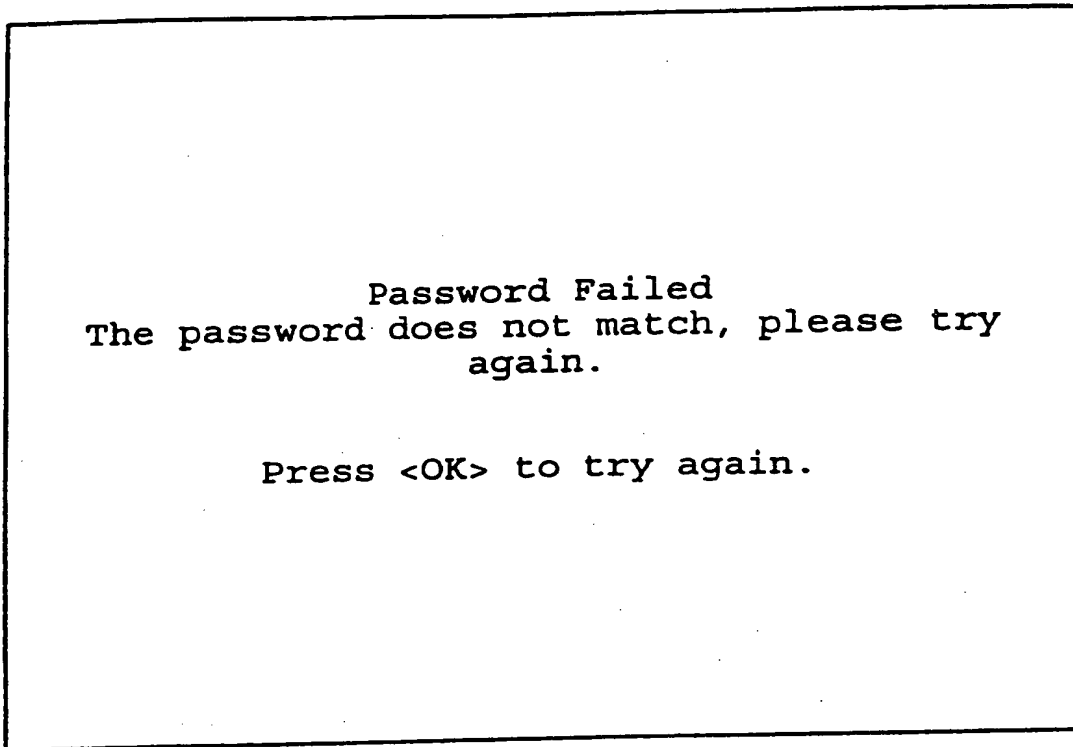 Password Failed
The password does not match, please try
again.
Press <OK> to try again.